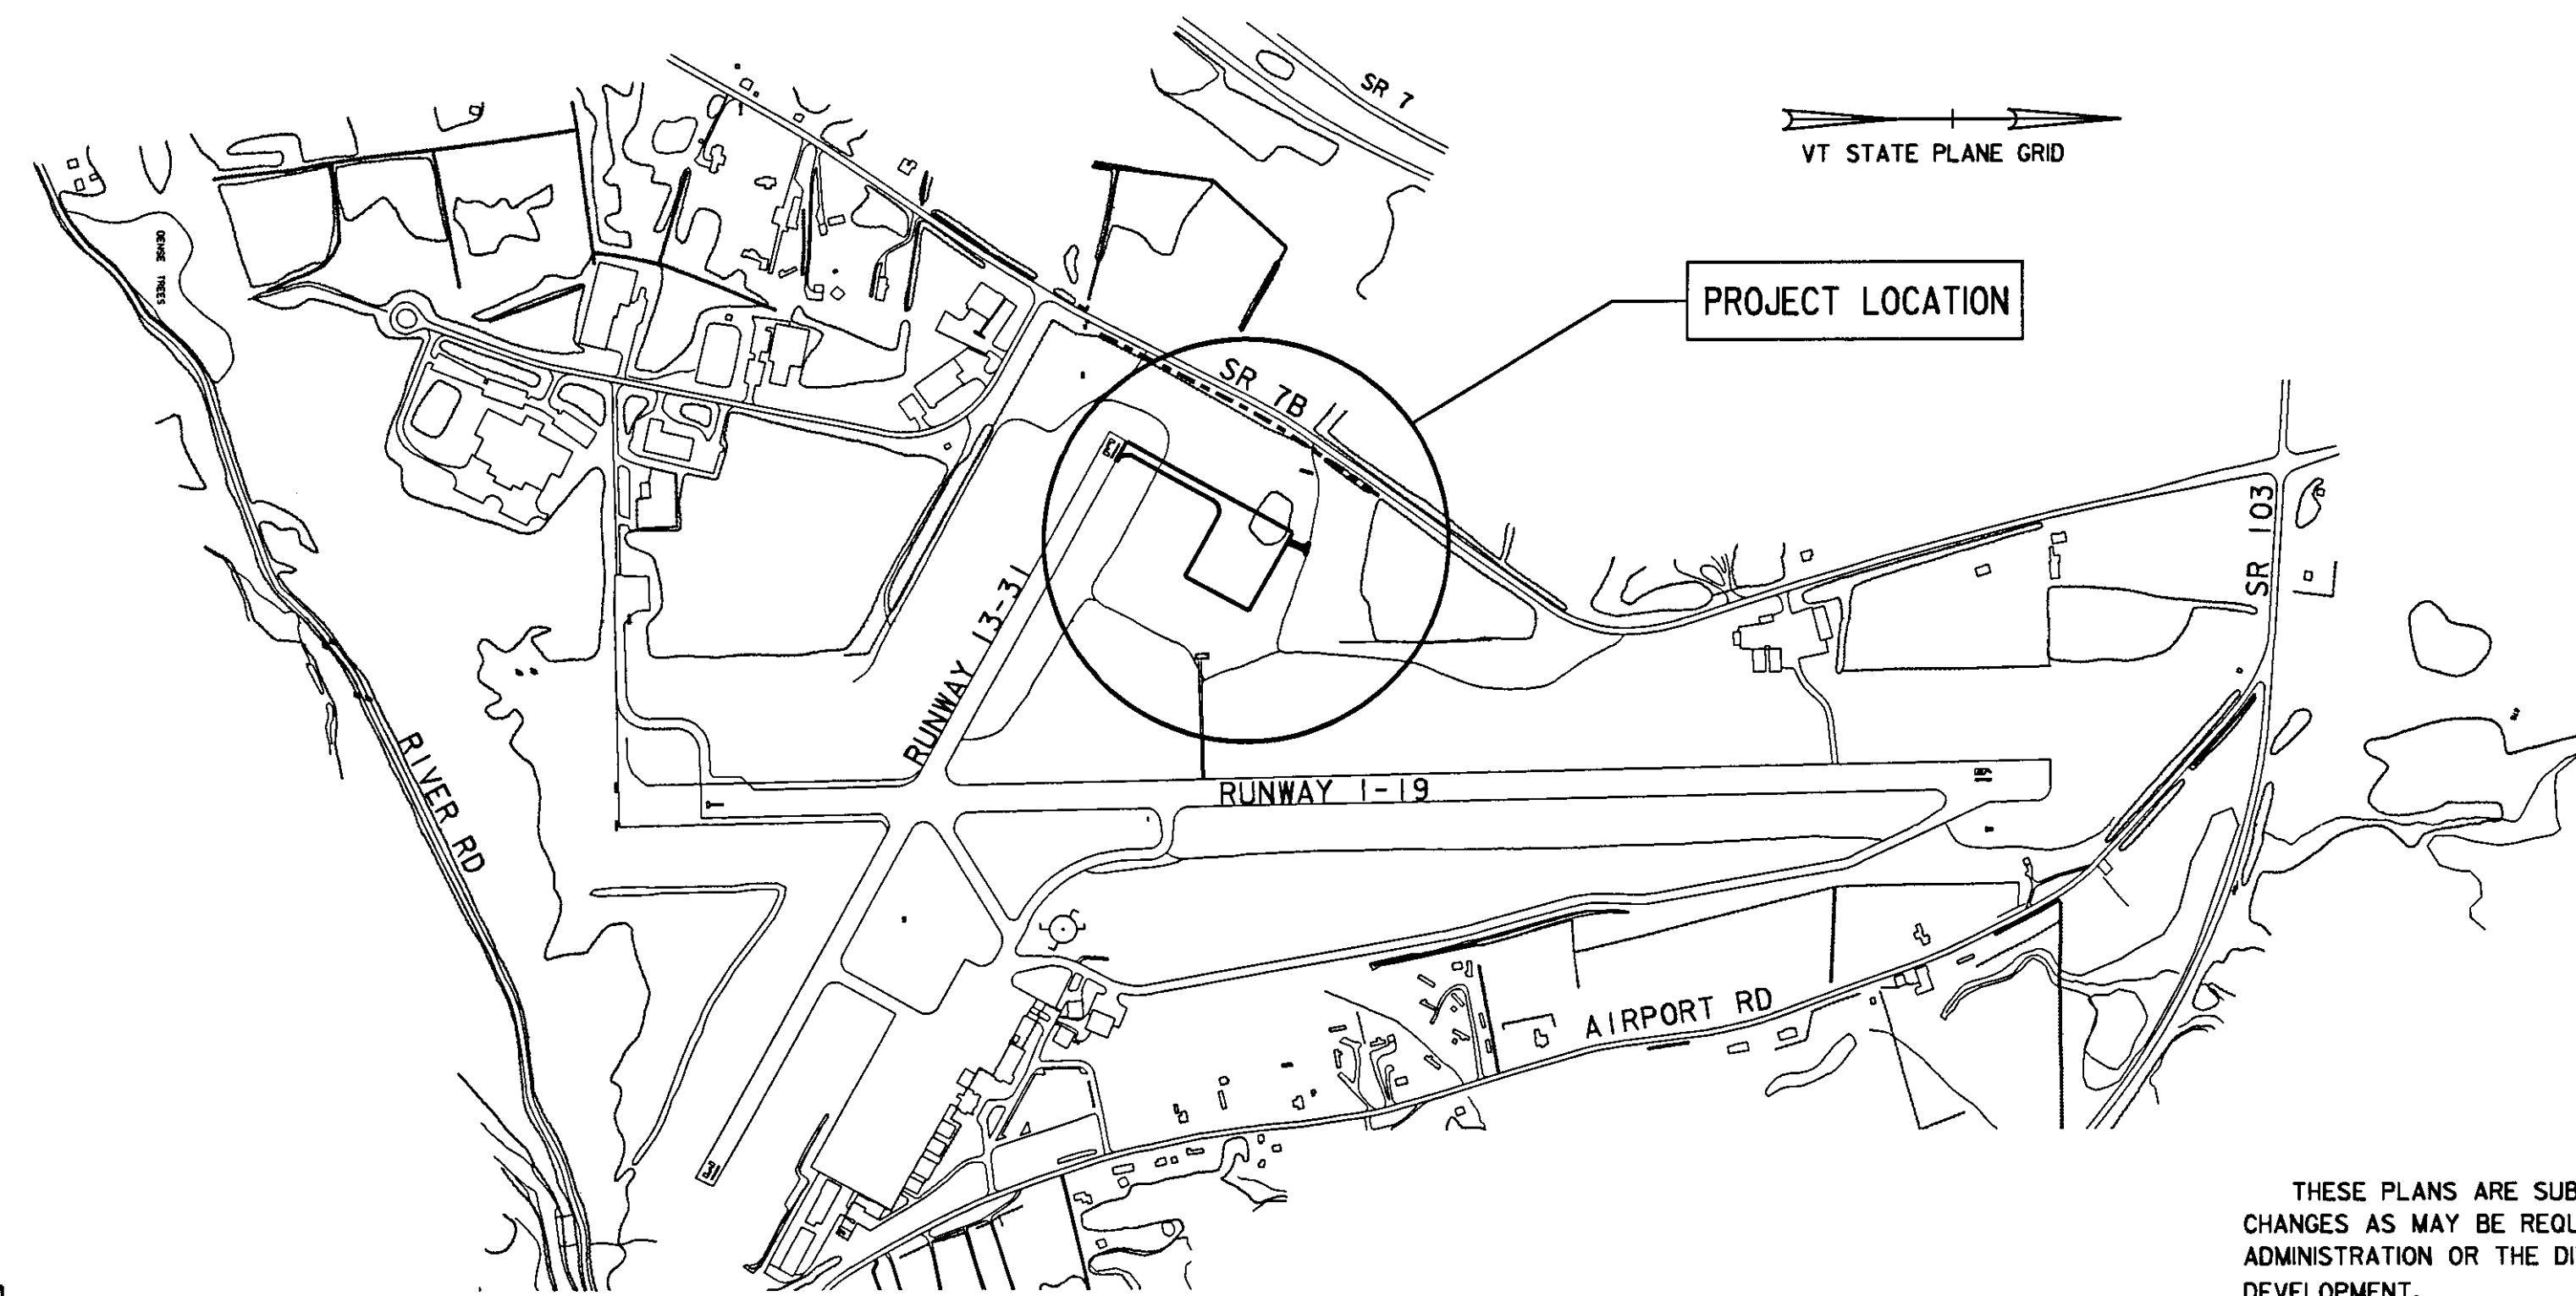 SR 7
VT STATE PLANE GRID
PROJECT LOCATION
DENSE TREES
SR 7B
13
SR 103
RUNWAY 13-31
RIVER RD
RUNWAY 1-19
1
19
AIRPORT RD
31
THESE PLANS ARE SUB
CHANGES AS MAY BE REQU
ADMINISTRATION OR THE DI
DEVELOPMENT.